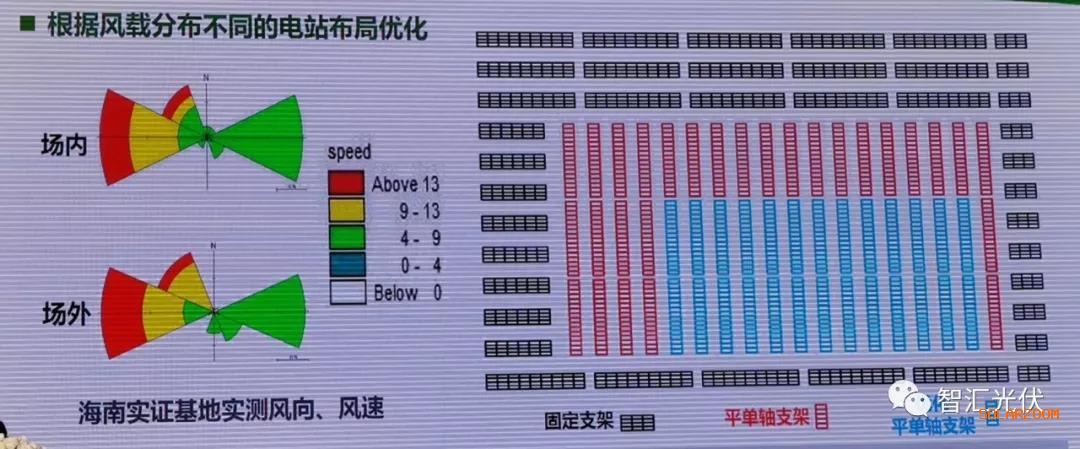 根据风载分布不同的电站布局优化
N
场内
speed
Above 13
9 - 13
4 - 9
0 - 4
Below 0
N
场外
海南实证基地实测风向、风速
固定支架
平单轴支架
平单轴支架
智汇光伏
SOLARZOOM